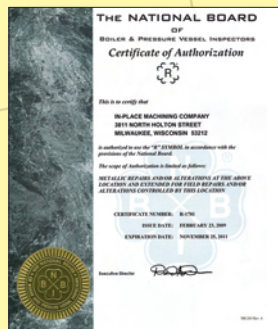 THE NATIONAL BOARD
OF
BOILER & PRESSURE VESSEL INSPECTORS
Certificate of Authorization
R
This is to certify that
IN-PLACE MACHINING COMPANY
3811 NORTH HOLTON STREET
MILWAUKEE, WISCONSIN 53212
is authorized to use the "R" SYMBOL in accordance with the
provisions of the National Board.
The scope of Authorization is limited as follows:
METALLIC REPAIRS AND/OR ALTERATIONS AT THE ABOVE
LOCATION AND EXTENDED FOR FIELD REPAIRS AND/OR
ALTERATIONS CONTROLLED BY THIS LOCATION
CERTIFICATE NUMBER: R-1701
ISSUE DATE: FEBRUARY 23, 2009
EXPIRATION DATE: NOVEMBER 25, 2011
Executive Director
N
B